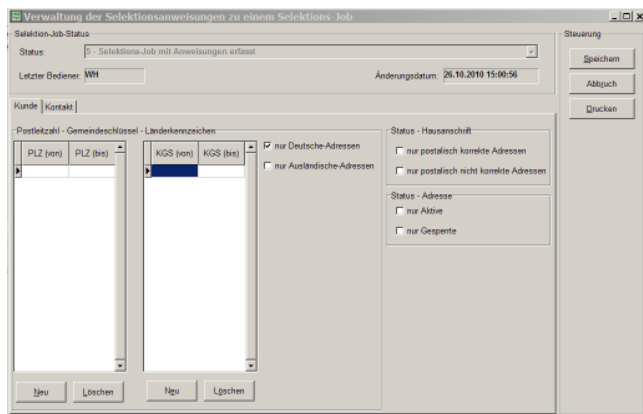 Verwaltung der Selektionsanweisungen zu einem Selektions-Job
Selektion-Job-Status
Status: 5 - Selektions-Job mit Anweisungen erfasst
Letzter Bediener: WH
Änderungsdatum: 26.10.2010 15:00:56
Steuerung
Speichern
Abbruch
Drucken
Kunde Kontakt
Postleitzahl - Gemeindeschlüssel - Länderkennzeichen
PLZ (von) PLZ (bis)
KGS (von) KGS (bis)
nur Deutsche-Adressen
nur Ausländische-Adressen
Neu Löschen
Neu Löschen
Status - Hausanschrift
nur postalisch korrekte Adressen
nur postalisch nicht korrekte Adressen
Status - Adresse
nur Aktive
nur Gesperrte